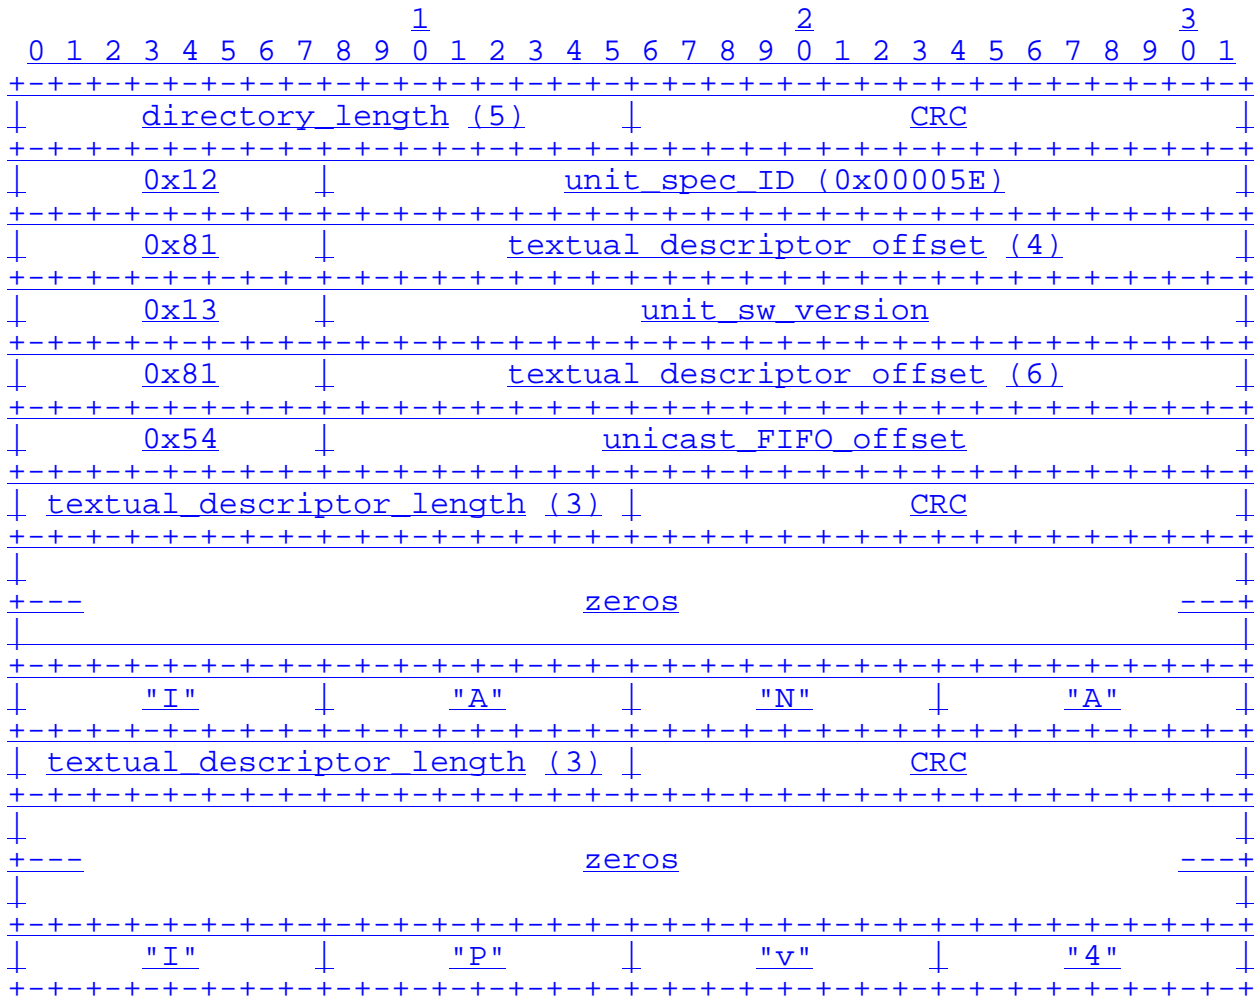 1                   2                   3
 0 1 2 3 4 5 6 7 8 9 0 1 2 3 4 5 6 7 8 9 0 1 2 3 4 5 6 7 8 9 0 1
+-+-+-+-+-+-+-+-+-+-+-+-+-+-+-+-+-+-+-+-+-+-+-+-+-+-+-+-+-+-+-+-+
|      directory_length (5)     |              CRC              |
+-+-+-+-+-+-+-+-+-+-+-+-+-+-+-+-+-+-+-+-+-+-+-+-+-+-+-+-+-+-+-+-+
|      0x12     |            unit_spec_ID (0x00005E)            |
+-+-+-+-+-+-+-+-+-+-+-+-+-+-+-+-+-+-+-+-+-+-+-+-+-+-+-+-+-+-+-+-+
|      0x81     |         textual descriptor offset (4)         |
+-+-+-+-+-+-+-+-+-+-+-+-+-+-+-+-+-+-+-+-+-+-+-+-+-+-+-+-+-+-+-+-+
|      0x13     |                unit_sw_version                |
+-+-+-+-+-+-+-+-+-+-+-+-+-+-+-+-+-+-+-+-+-+-+-+-+-+-+-+-+-+-+-+-+
|      0x81     |         textual descriptor offset (6)         |
+-+-+-+-+-+-+-+-+-+-+-+-+-+-+-+-+-+-+-+-+-+-+-+-+-+-+-+-+-+-+-+-+
|      0x54     |              unicast_FIFO_offset              |
+-+-+-+-+-+-+-+-+-+-+-+-+-+-+-+-+-+-+-+-+-+-+-+-+-+-+-+-+-+-+-+-+
| textual_descriptor_length (3) |              CRC              |
+-+-+-+-+-+-+-+-+-+-+-+-+-+-+-+-+-+-+-+-+-+-+-+-+-+-+-+-+-+-+-+-+
|                                                               |
+---                          zeros                          ---+
|                                                               |
+-+-+-+-+-+-+-+-+-+-+-+-+-+-+-+-+-+-+-+-+-+-+-+-+-+-+-+-+-+-+-+-+
|      "I"      |      "A"      |      "N"      |      "A"      |
+-+-+-+-+-+-+-+-+-+-+-+-+-+-+-+-+-+-+-+-+-+-+-+-+-+-+-+-+-+-+-+-+
| textual_descriptor_length (3) |              CRC              |
+-+-+-+-+-+-+-+-+-+-+-+-+-+-+-+-+-+-+-+-+-+-+-+-+-+-+-+-+-+-+-+-+
|                                                               |
+---                          zeros                          ---+
|                                                               |
+-+-+-+-+-+-+-+-+-+-+-+-+-+-+-+-+-+-+-+-+-+-+-+-+-+-+-+-+-+-+-+-+
|      "I"      |      "P"      |      "v"      |      "4"      |
+-+-+-+-+-+-+-+-+-+-+-+-+-+-+-+-+-+-+-+-+-+-+-+-+-+-+-+-+-+-+-+-+